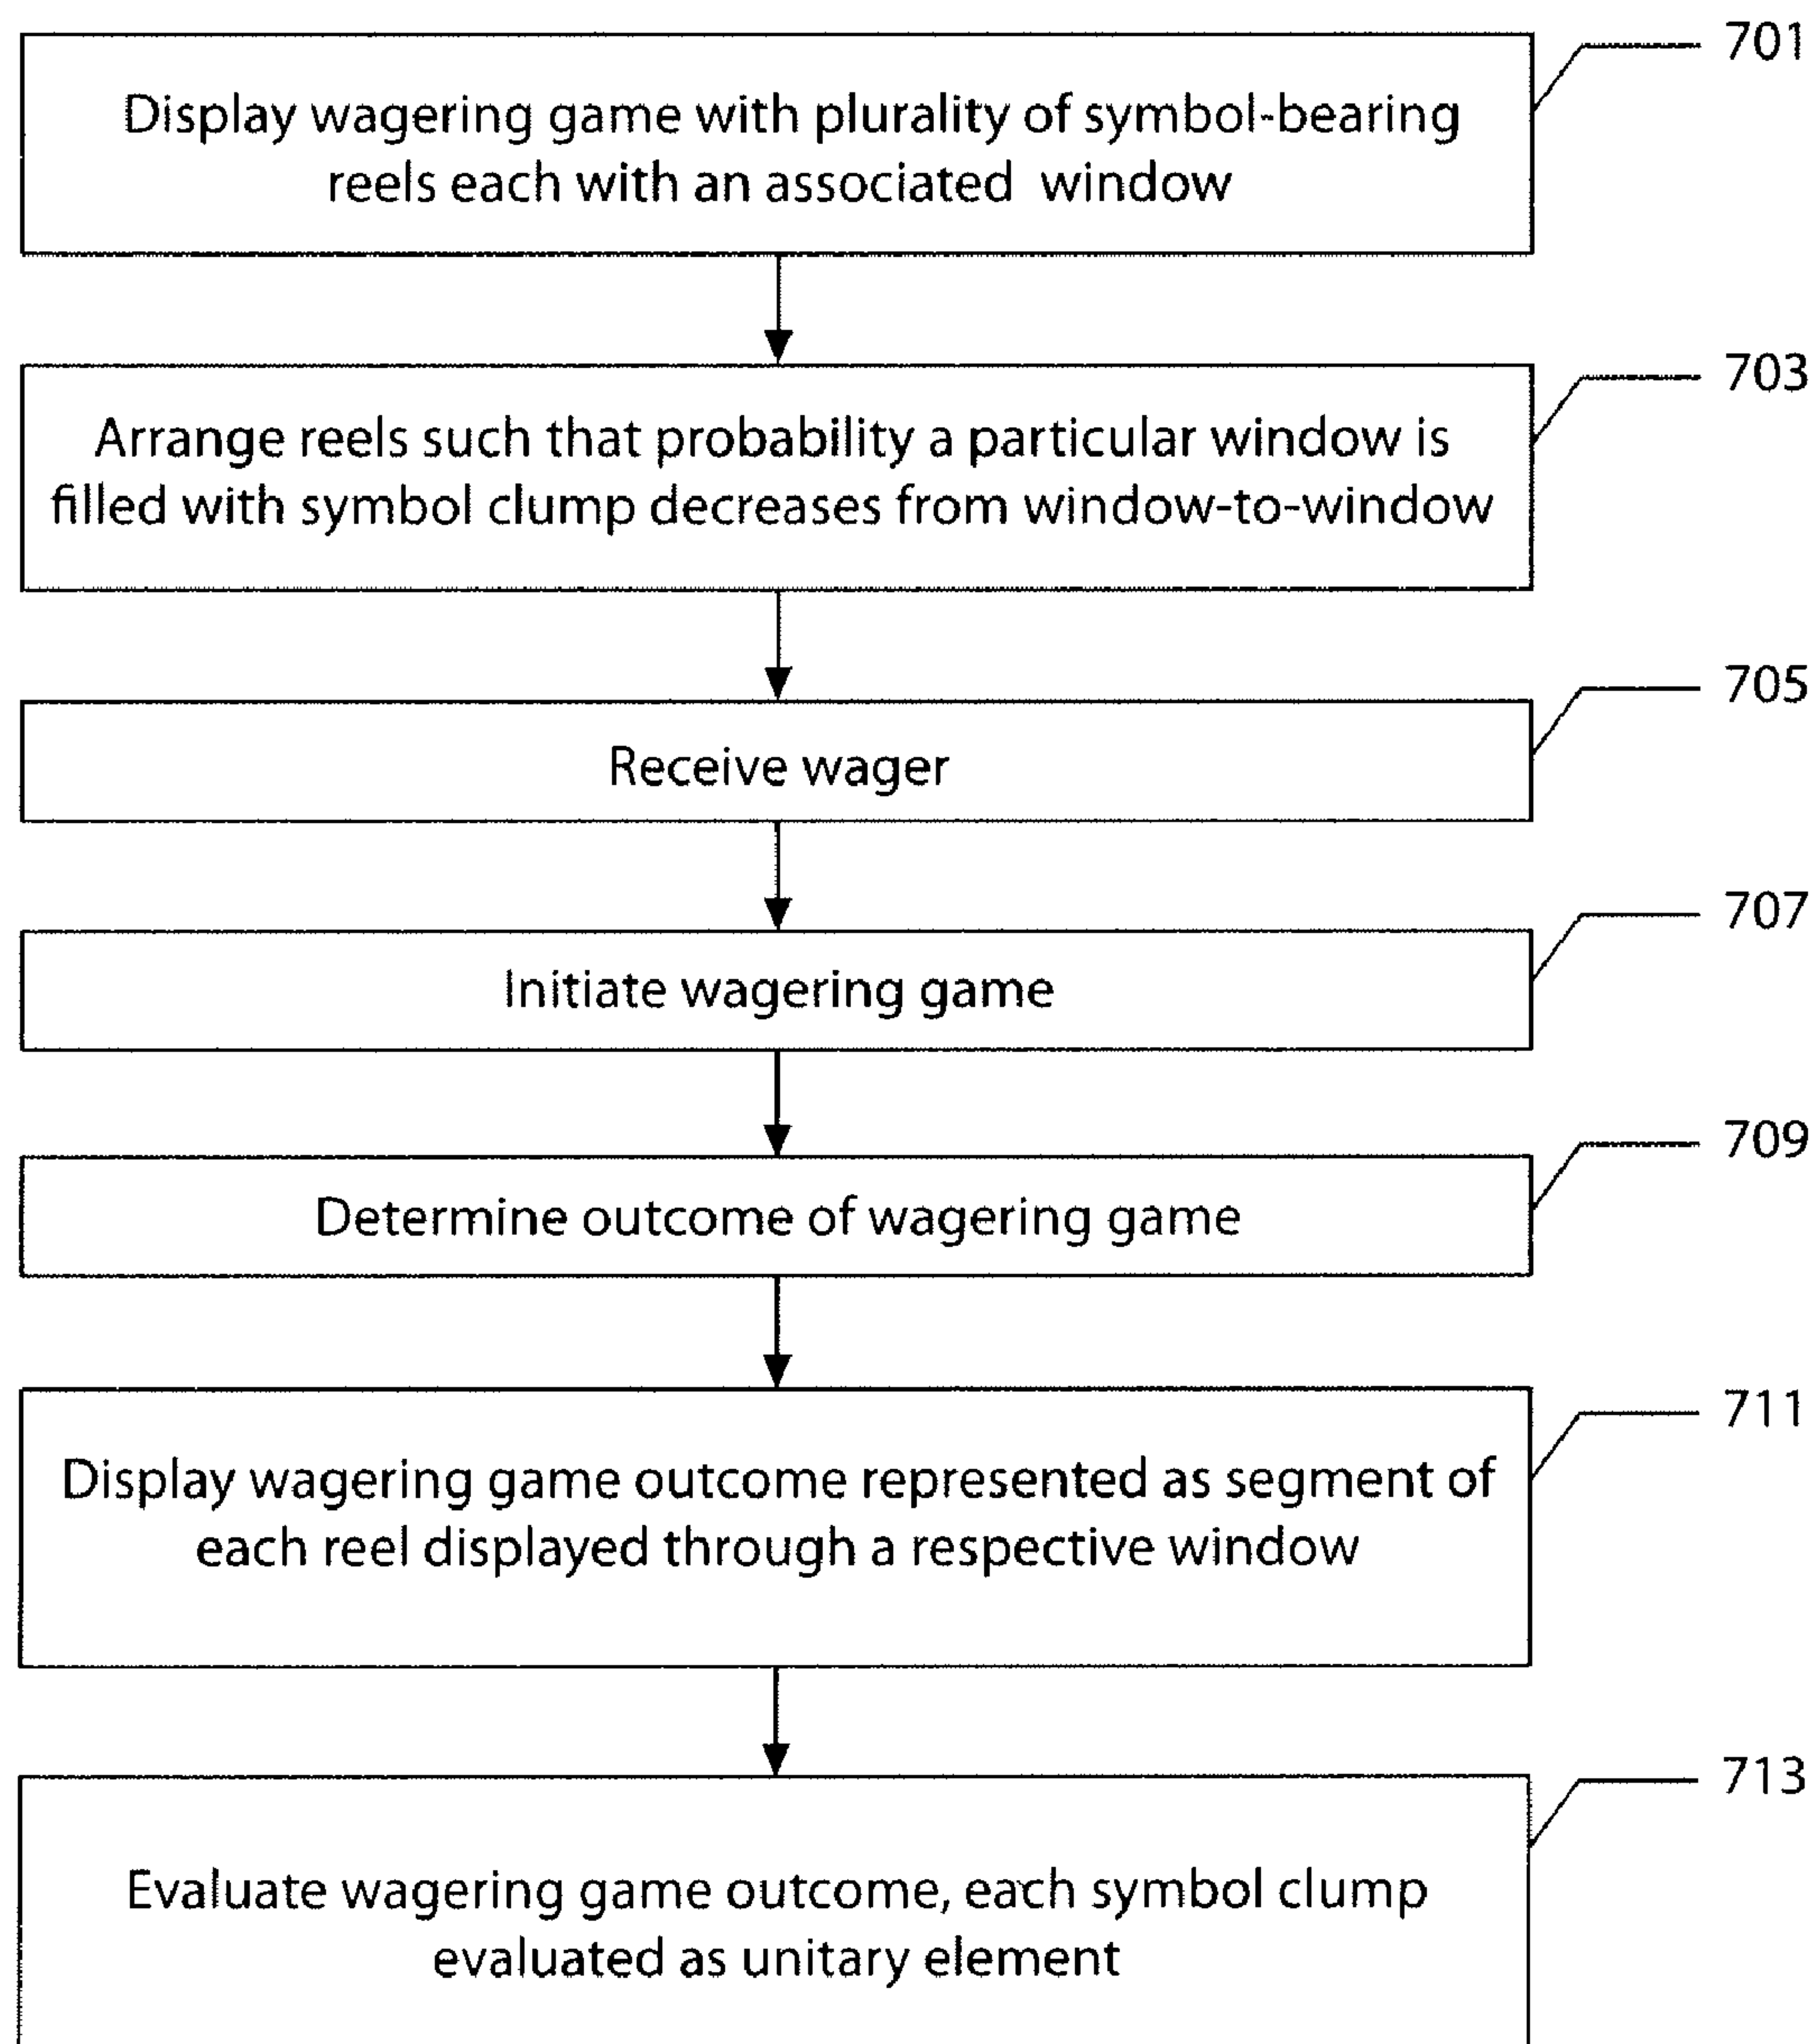 701
Display wagering game with plurality of symbol-bearing
reels each with an associated window
703
Arrange reels such that probability a particular window is
filled with symbol clump decreases from window-to-window
705
Receive wager
707
Initiate wagering game
709
Determine outcome of wagering game
711
Display wagering game outcome represented as segment of
each reel displayed through a respective window
713
Evaluate wagering game outcome, each symbol clump
evaluated as unitary element